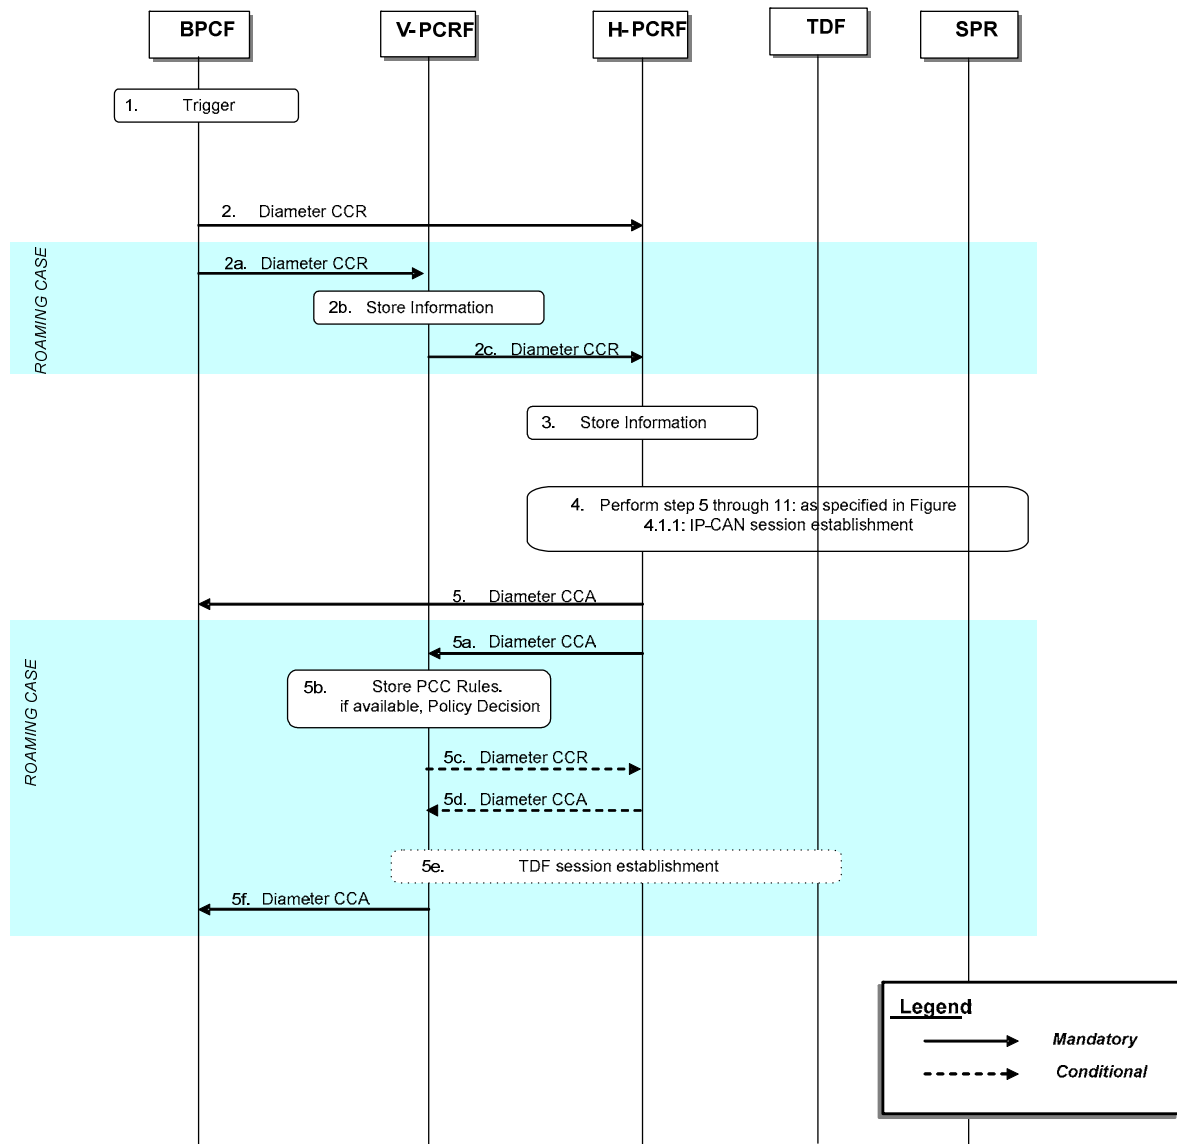 BPCF
V-PCRF
H-PCRF
TDF
SPR
1. Trigger
2. Diameter CCR
ROAMING CASE
2a. Diameter CCR
2b. Store Information
2c. Diameter CCR
3. Store Information
4. Perform step 5 through 11: as specified in Figure
4.1.1: IP-CAN session establishment
5. Diameter CCA
ROAMING CASE
5a. Diameter CCA
5b. Store PCC Rules.
if available, Policy Decision
5c. Diameter CCR
5d. Diameter CCA
5e. TDF session establishment
5f. Diameter CCA
Legend
Mandatory
Conditional